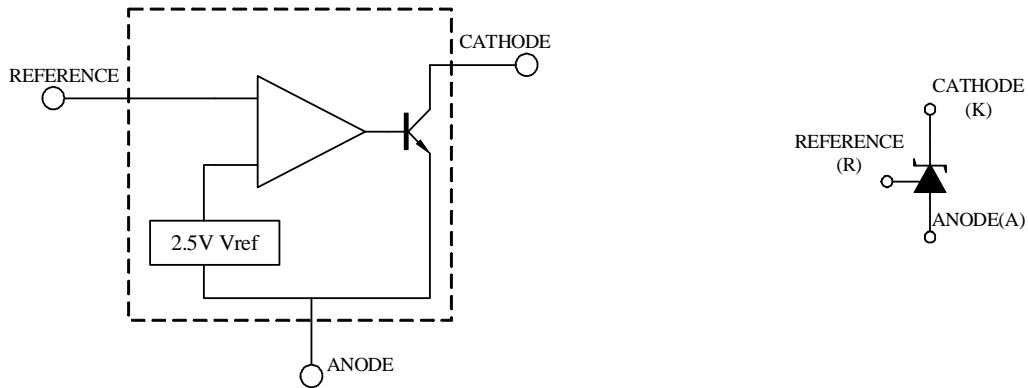 CATHODE
REFERENCE
2.5V Vref
ANODE
CATHODE
(K)
REFERENCE
(R)
ANODE(A)